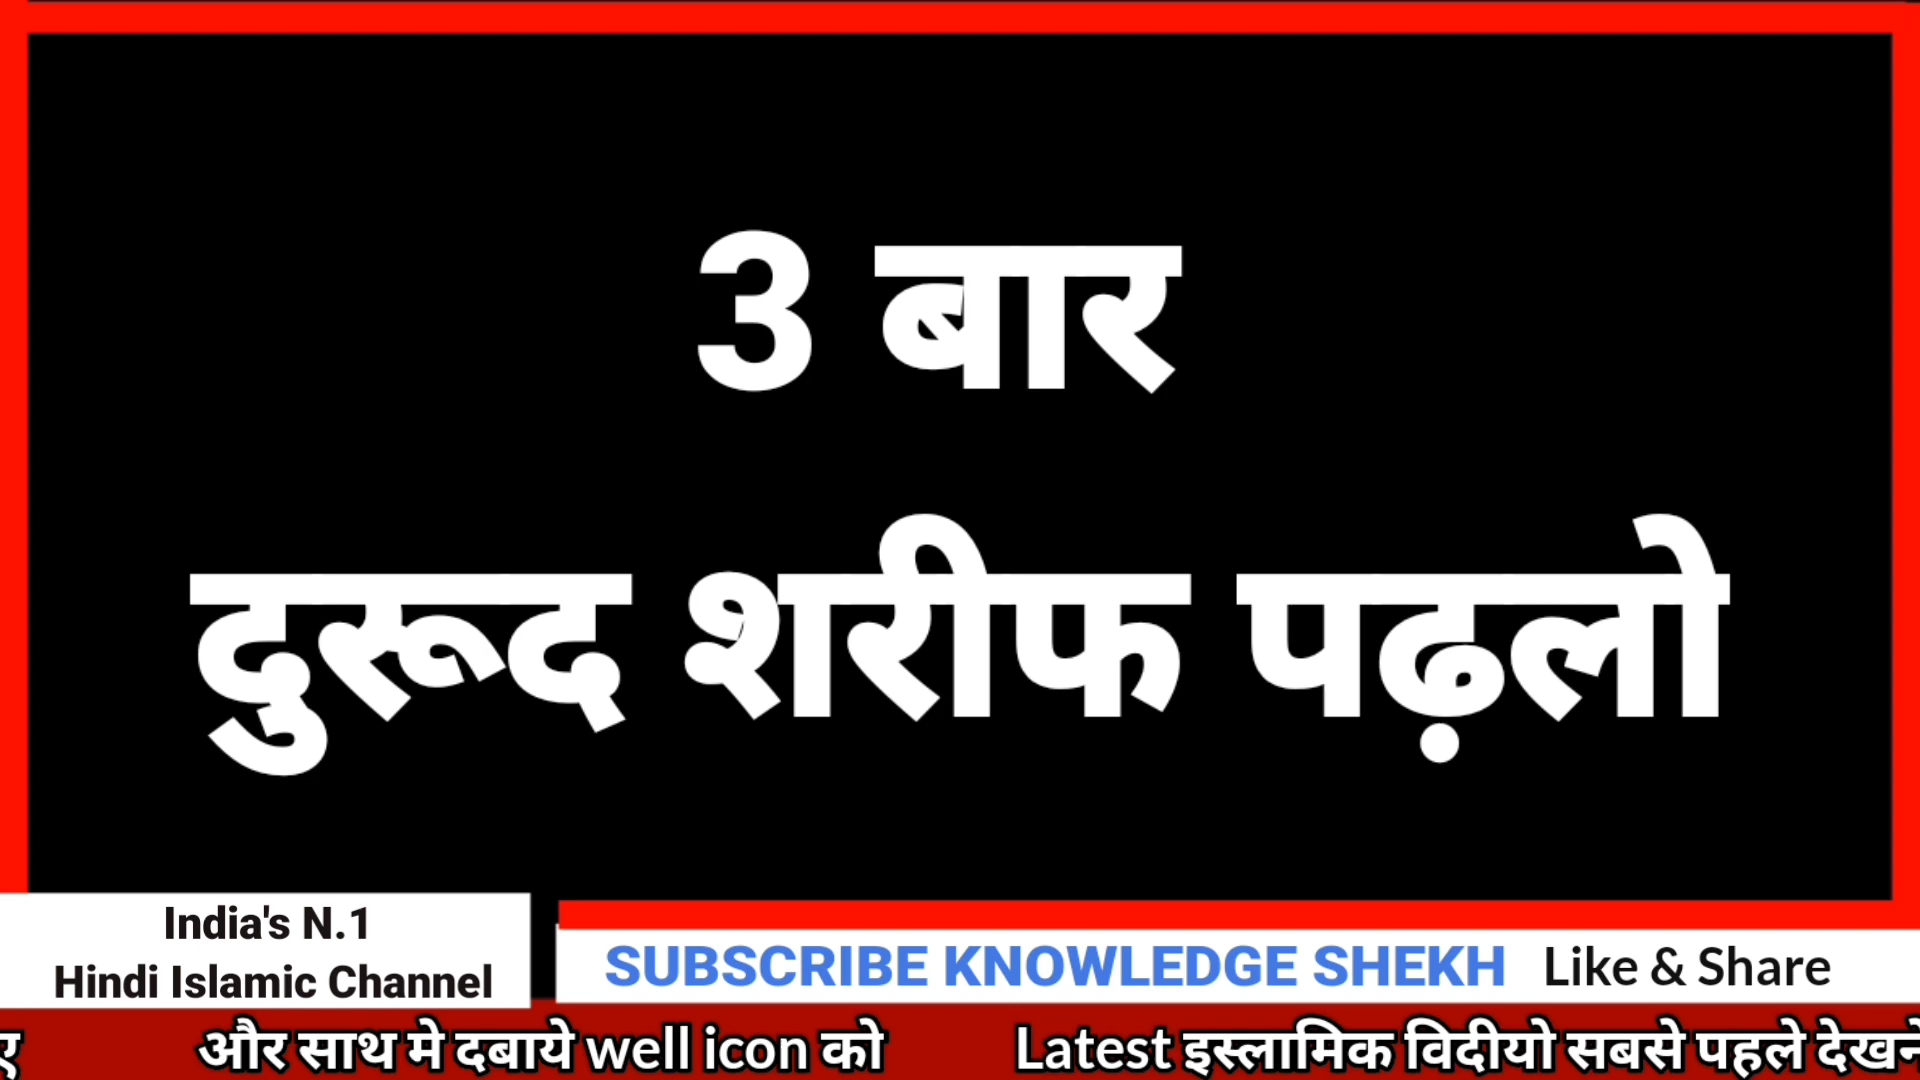 3 बार
दुरूद शरीफ पढ़लो
India's N.1
Hindi Islamic Channel
SUBSCRIBE KNOWLEDGE SHEKH Like & Share
और साथ मे दबाये well icon को Latest इस्लामिक विदीयो सबसे पहले